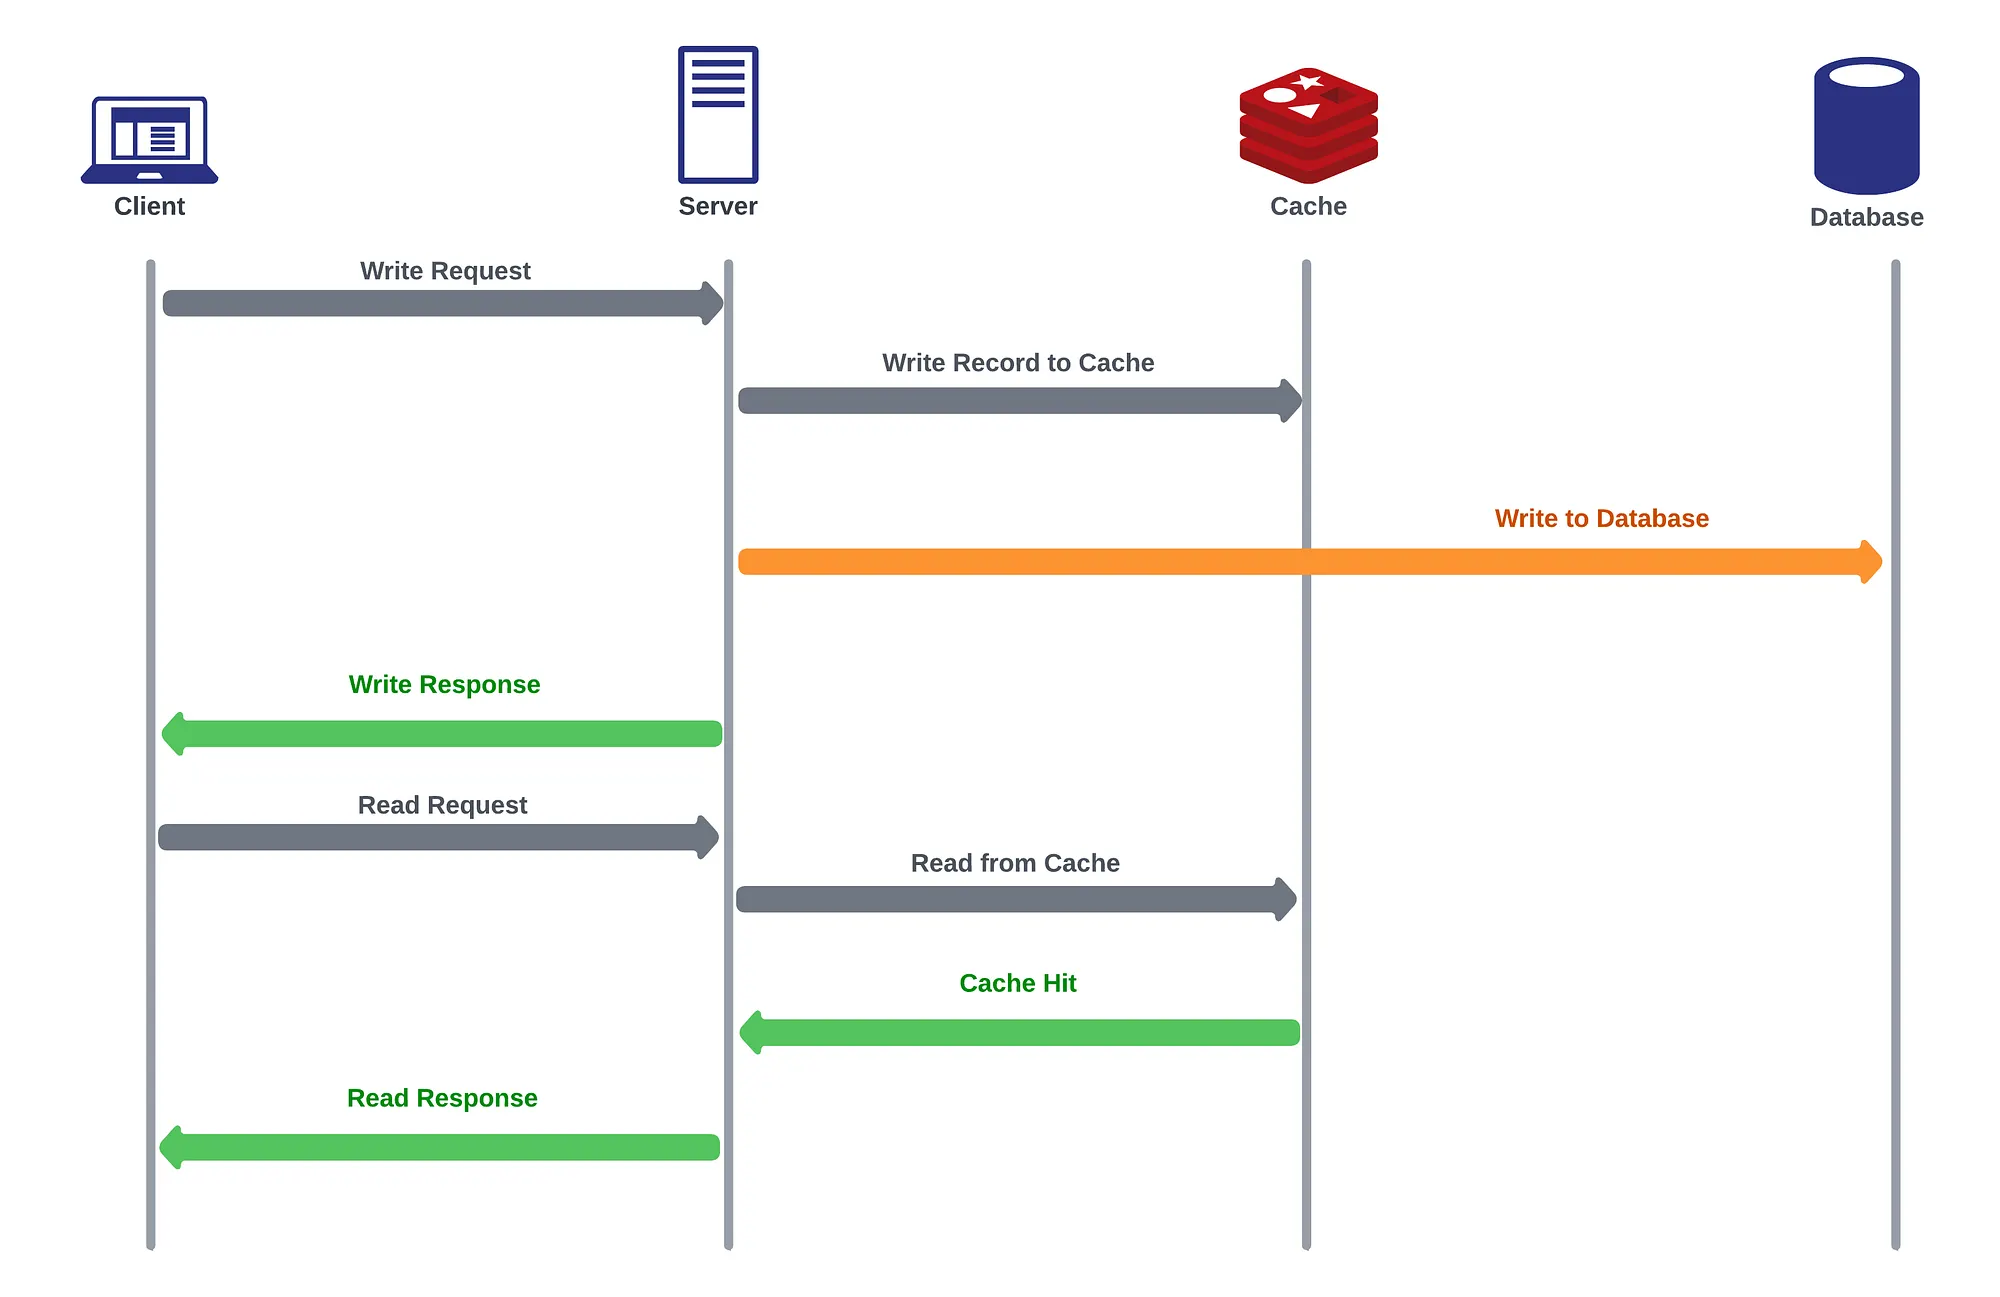 Client
Server
Cache
Database
Write Request
Write Record to Cache
Write to Database
Write Response
Read Request
Read from Cache
Cache Hit
Read Response